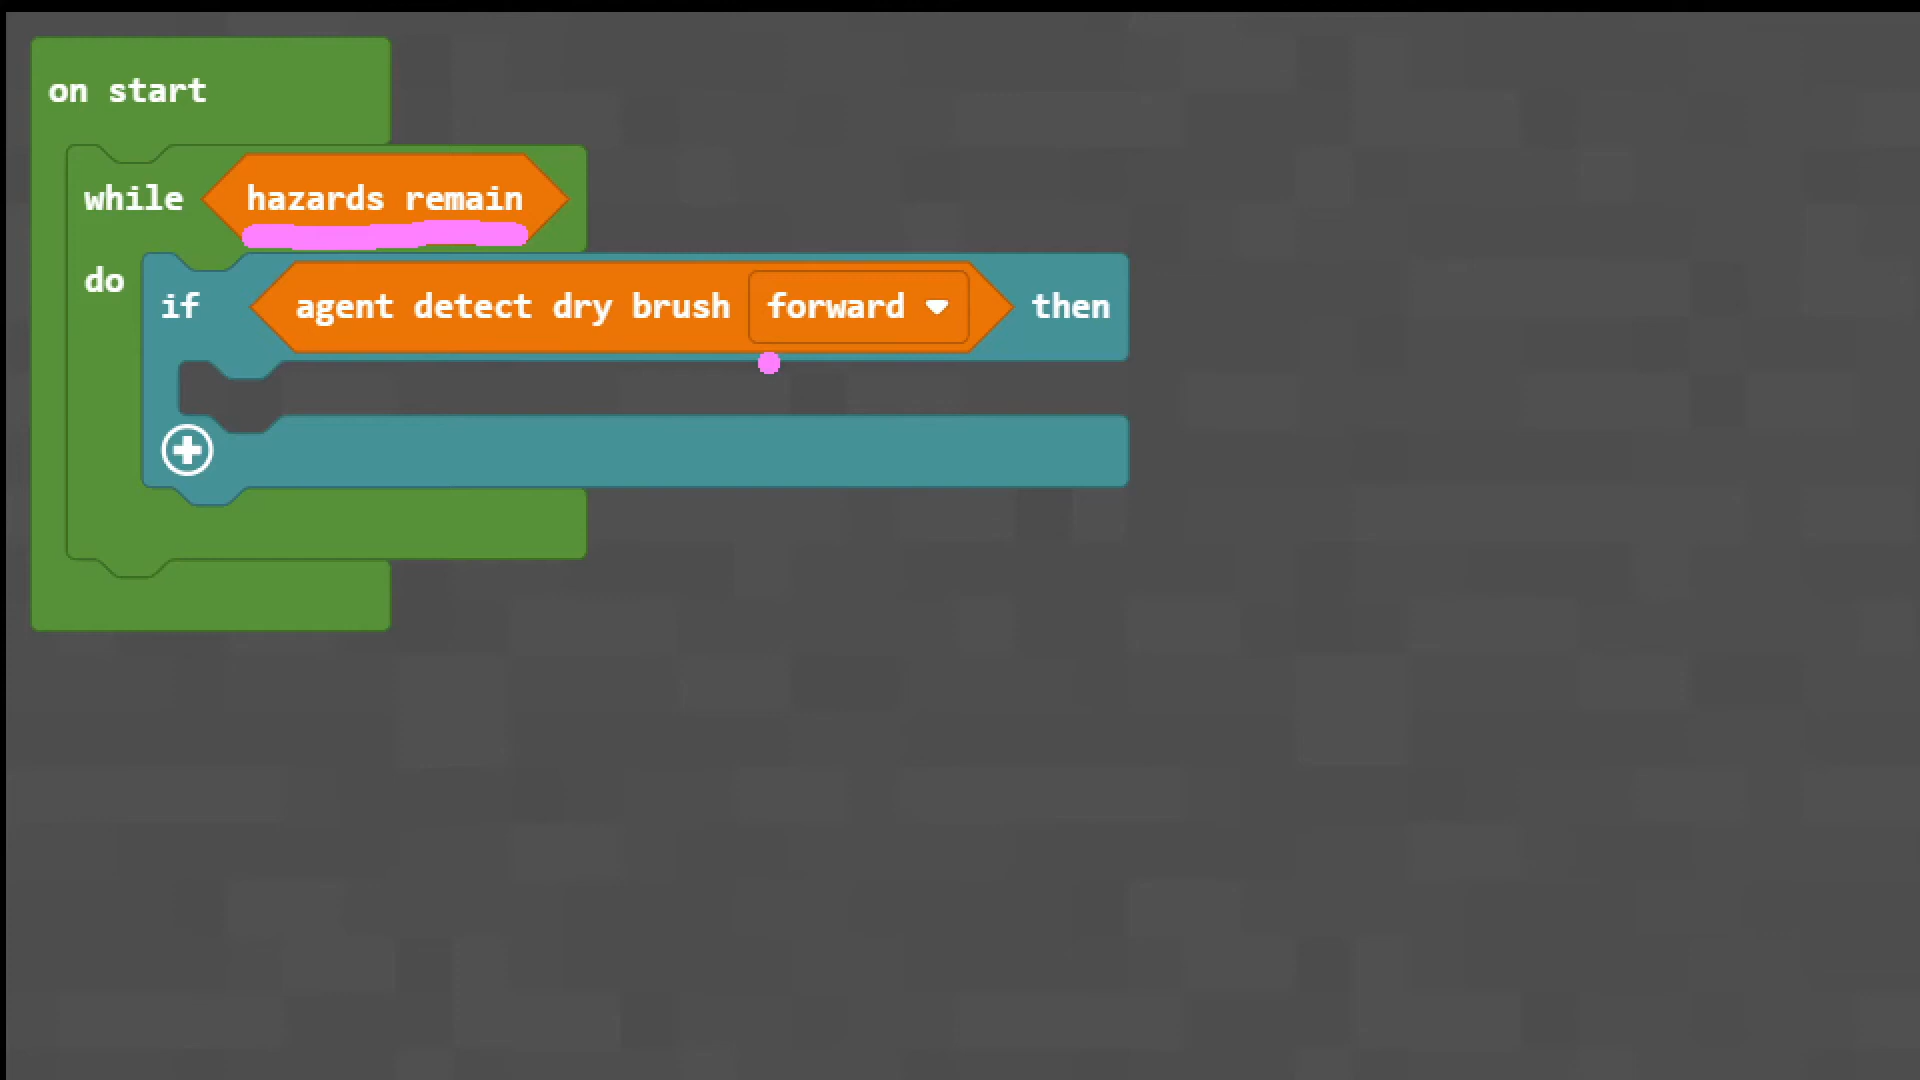 on start
while hazards remain
do
if agent detect dry brush forward then